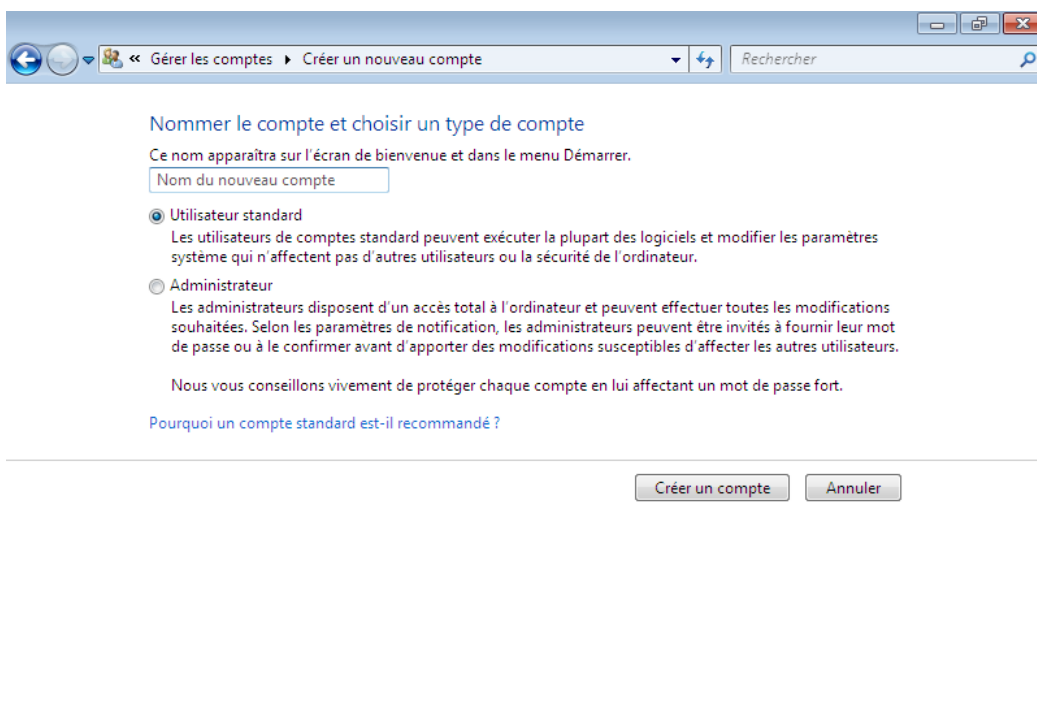 « Gérer les comptes ▸ Créer un nouveau compte
Rechercher
Nommer le compte et choisir un type de compte
Ce nom apparaîtra sur l'écran de bienvenue et dans le menu Démarrer.
Nom du nouveau compte
Utilisateur standard
Les utilisateurs de comptes standard peuvent exécuter la plupart des logiciels et modifier les paramètres
système qui n'affectent pas d'autres utilisateurs ou la sécurité de l'ordinateur.
Administrateur
Les administrateurs disposent d'un accès total à l'ordinateur et peuvent effectuer toutes les modifications
souhaitées. Selon les paramètres de notification, les administrateurs peuvent être invités à fournir leur mot
de passe ou à le confirmer avant d'apporter des modifications susceptibles d'affecter les autres utilisateurs.
Nous vous conseillons vivement de protéger chaque compte en lui affectant un mot de passe fort.
Pourquoi un compte standard est-il recommandé ?
Créer un compte
Annuler